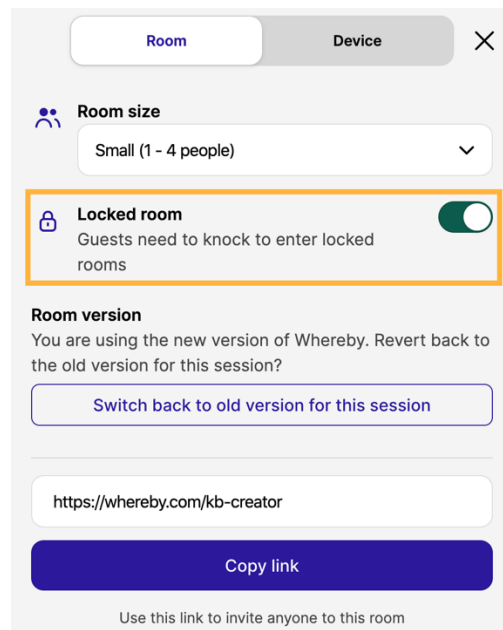 Room
Device
Room size
Small (1 - 4 people)
Locked room
Guests need to knock to enter locked
rooms
Room version
You are using the new version of Whereby. Revert back to
the old version for this session?
Switch back to old version for this session
https://whereby.com/kb-creator
Copy link
Use this link to invite anyone to this room